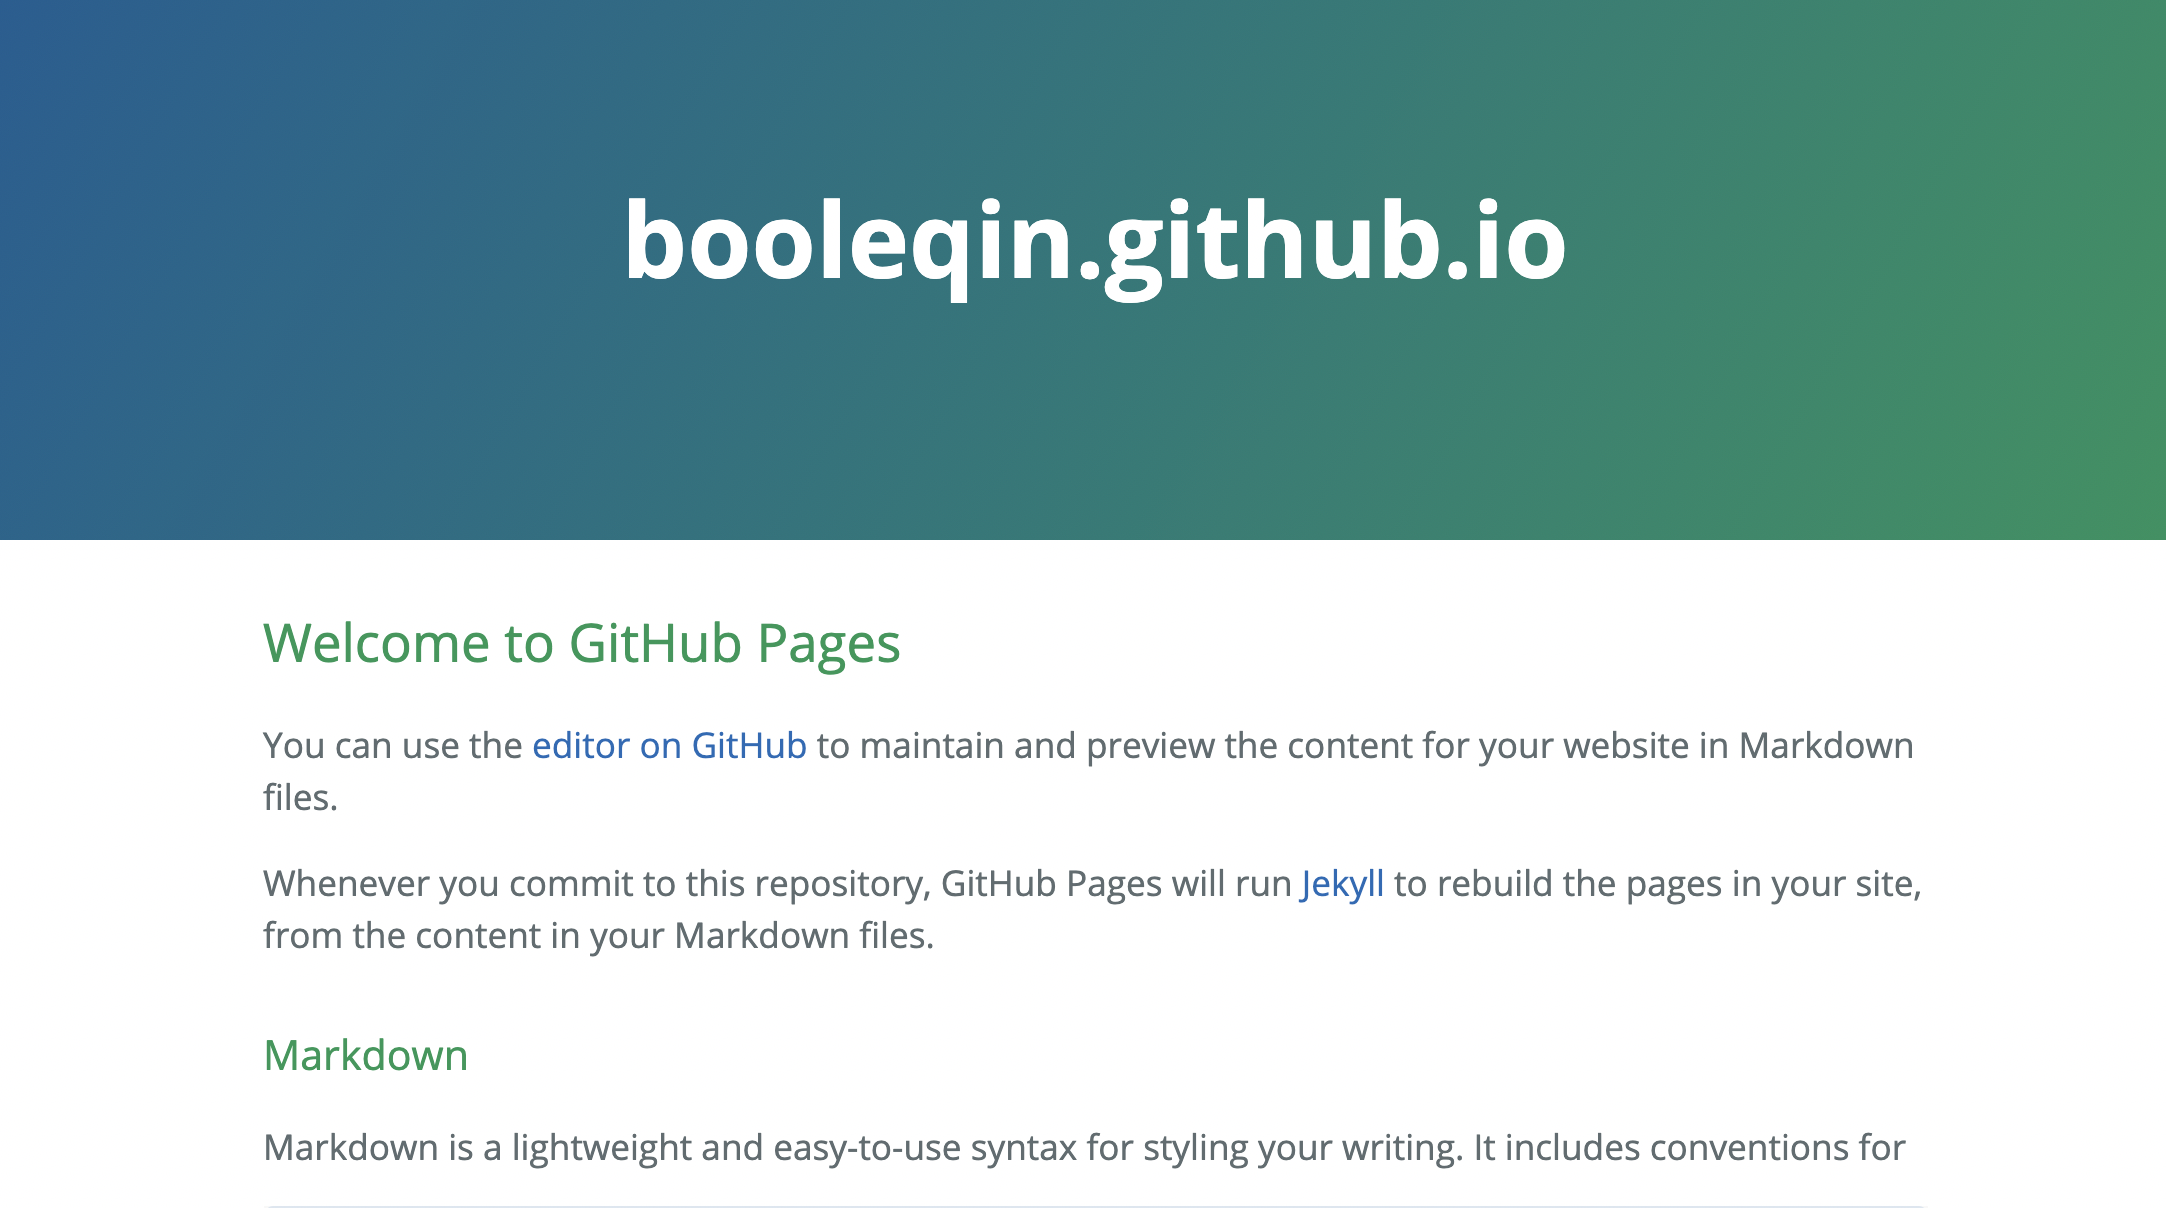 booleqin.github.io
Welcome to GitHub Pages
You can use the editor on GitHub to maintain and preview the content for your website in Markdown
files.
Whenever you commit to this repository, GitHub Pages will run Jekyll to rebuild the pages in your site,
from the content in your Markdown files.
Markdown
Markdown is a lightweight and easy-to-use syntax for styling your writing. It includes conventions for